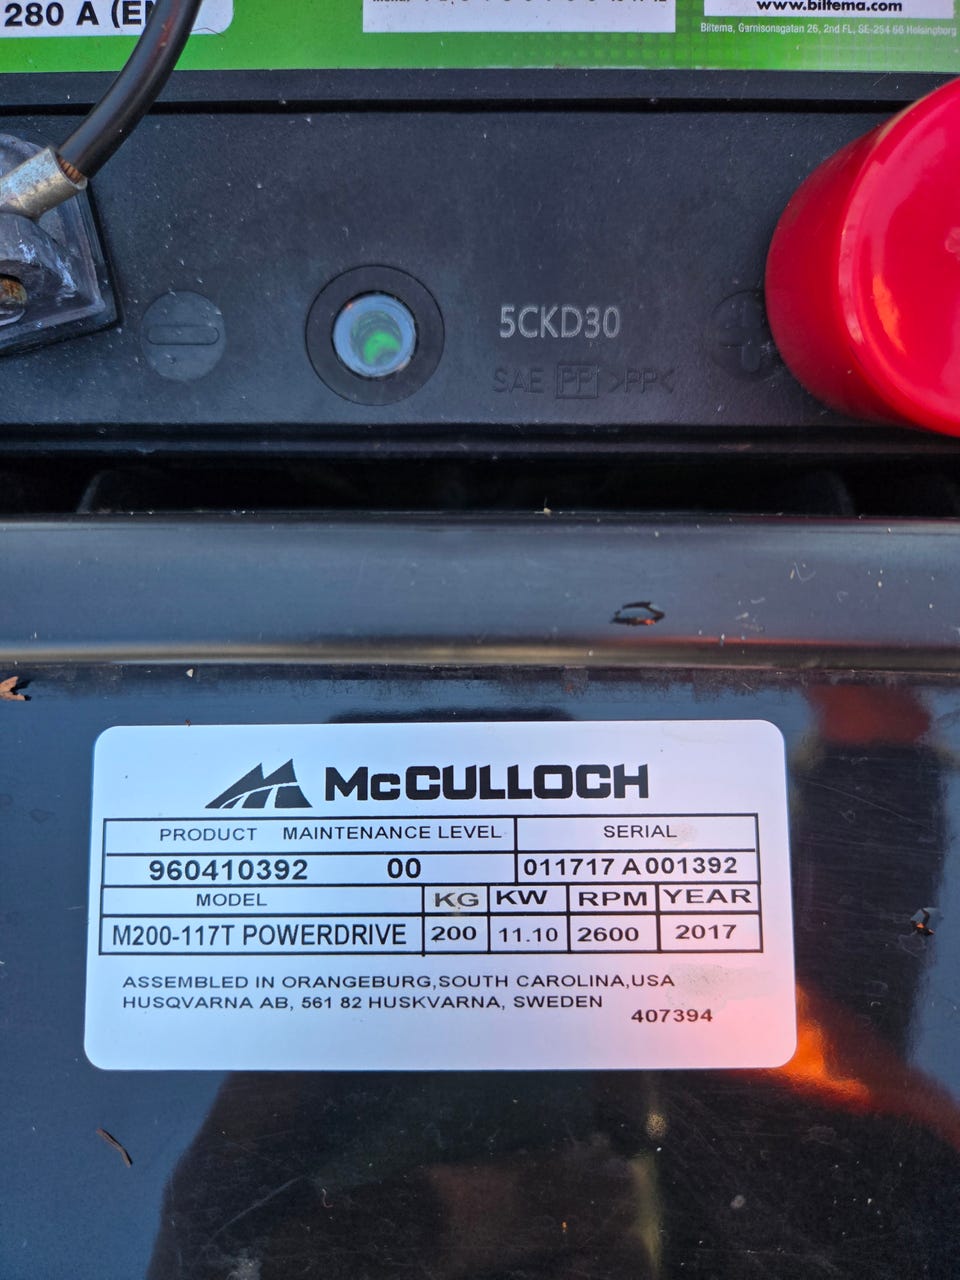 280 A (EN
www.biltema.com
Biltema, Garnisonsgatan 26, 2nd FL, SE-254 66 Helsingborg
5CKD30
SAE PP >PP<
McCULLOCH
PRODUCT MAINTENANCE LEVEL SERIAL
960410392 00 011717 A 001392
MODEL KG KW RPM YEAR
M200-117T POWERDRIVE 200 11.10 2600 2017
ASSEMBLED IN ORANGEBURG,SOUTH CAROLINA,USA
HUSQVARNA AB, 561 82 HUSKVARNA, SWEDEN
407394